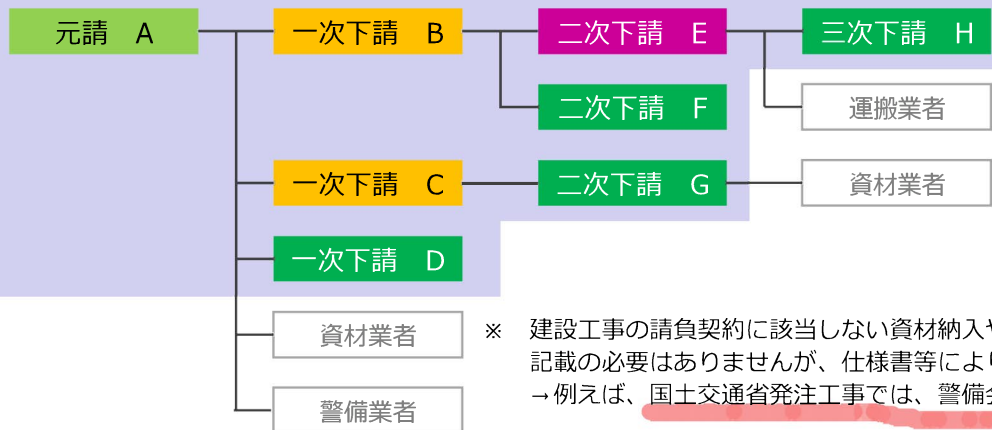 元請　A
一次下請　B
二次下請　E
三次下請　H
二次下請　F
運搬業者
一次下請　C
二次下請　G
資材業者
一次下請　D
資材業者
※　建設工事の請負契約に該当しない資材納入や
記載の必要はありませんが、仕様書等により
→例えば、国土交通省発注工事では、警備会
警備業者